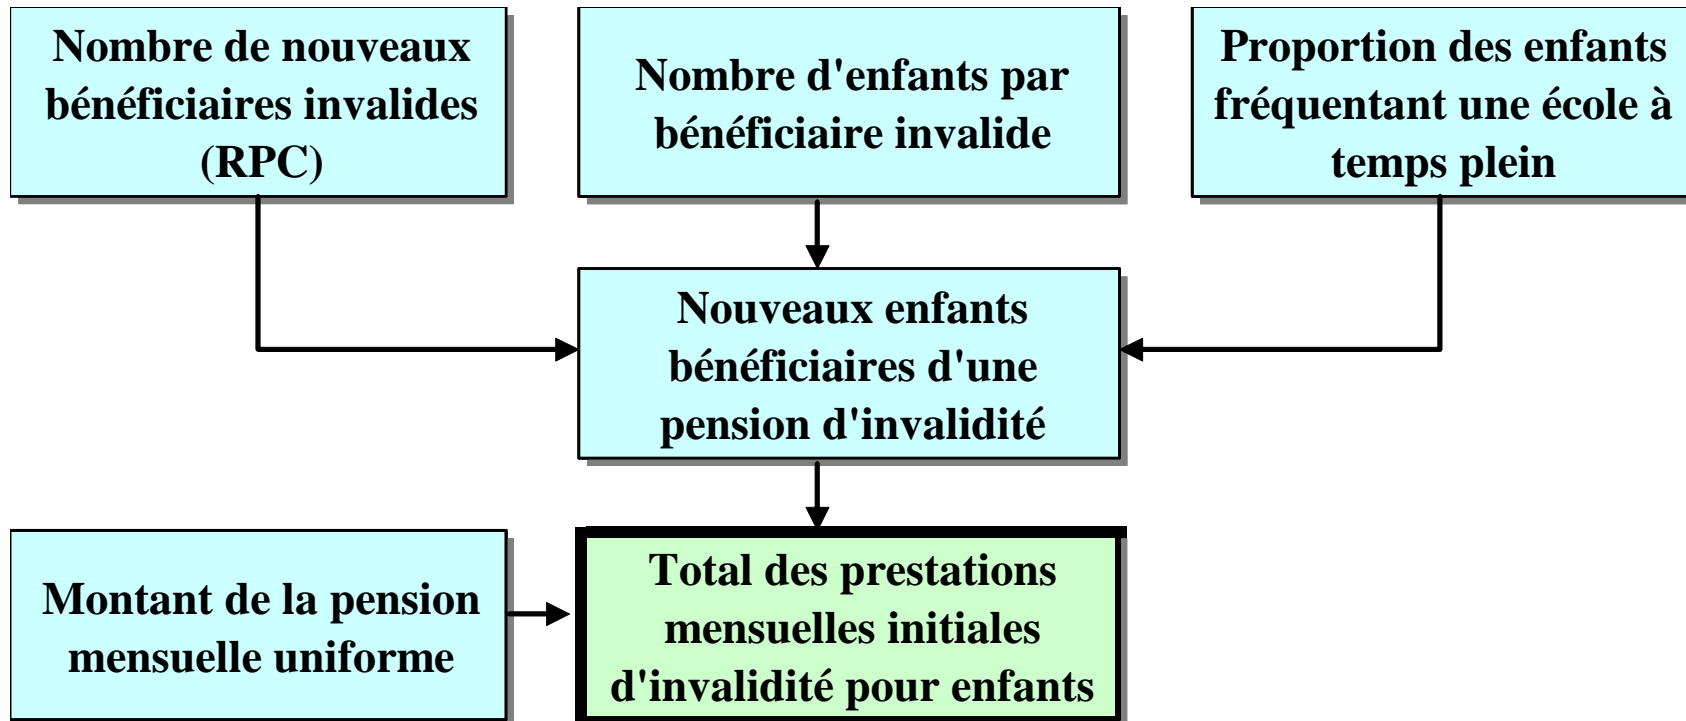 Nombre de nouveaux
bénéficiaires invalides
(RPC)
Nombre d'enfants par
bénéficiaire invalide
Proportion des enfants
fréquentant une école à
temps plein
Nouveaux enfants
bénéficiaires d'une
pension d'invalidité
Montant de la pension
mensuelle uniforme
Total des prestations
mensuelles initiales
d'invalidité pour enfants